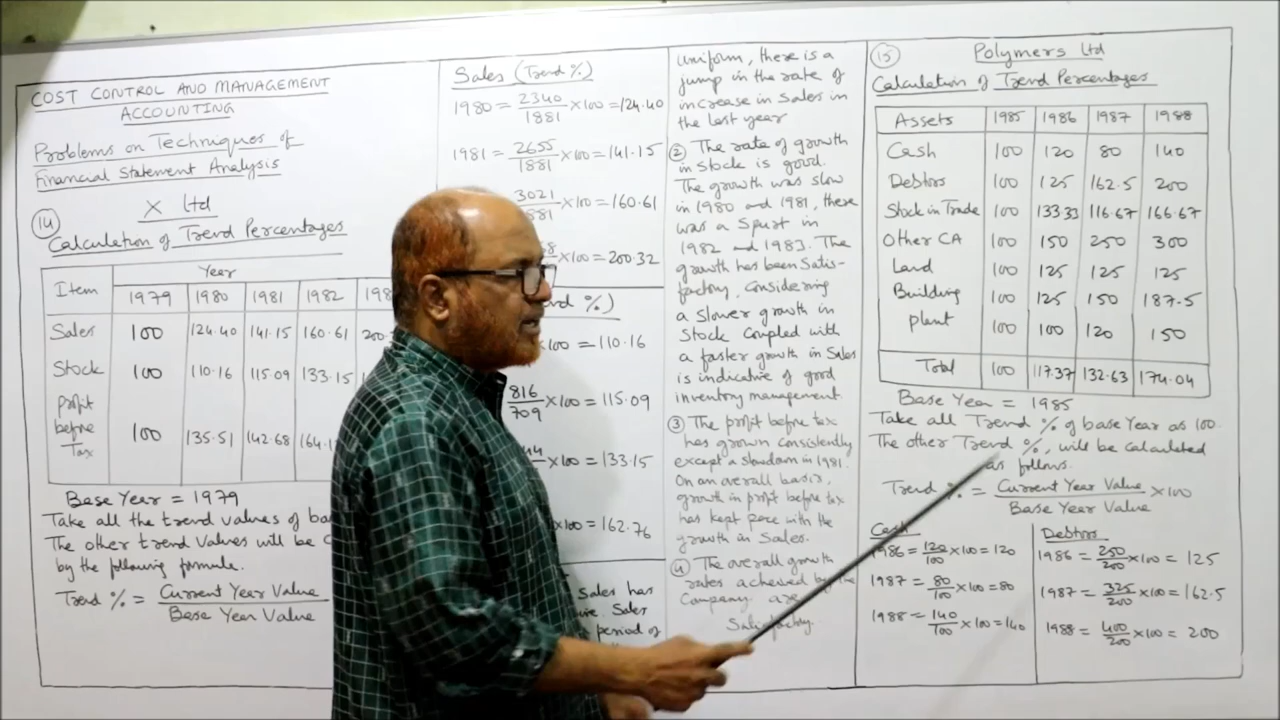 COST CONTROL AND MANAGEMENT
ACCOUNTING
Problems on Techniques of
Financial Statement Analysis
14
X Ltd
Calculation of Trend Percentages
Item
Year
1979 1980 1981 1982
Sales 100 124.40 141.15 160.61
Stock 100 110.16 115.09 133.15
Profit
before
Tax
100 135.51 142.68
Base Year = 1979
Take all the trend values of
The other trend values will be
by the following formula.
Trend % = Current Year Value
Base Year Value
Sales (Trend %)
1980 = 2340/1881 ×100 = 124.40
1981 = 2655/1881 ×100 = 141.15
3021 ×100 = 160.61
×100 = 200.32
%)
×100 = 110.16
816/709 ×100 = 115.09
×100 = 133.15
×100 = 162.76
Sales has
Sales
period of
uniform, there is a
jump in the rate of
increase in Sales in
the last year
② The rate of growth
in Stock is good.
The growth was slow
in 1980 and 1981, there
was a Spurt in
1982 and 1983. The
growth has been Satis-
factory, Considering
a slower growth in
Stock Coupled with
a faster growth in Sales
is indicative of good
inventory management.
③ The profit before tax
has grown consistently
except a slowdown in 1981.
On an overall basis,
growth in profit before tax
has kept pace with the
growth in Sales.
④ The overall growth
rates achieved by the
Company are
Satisfactory.
15
Polymers Ltd
Calculation of Trend Percentages
Assets 1985 1986 1987 1988
Cash 100 120 80 140
Debtors 100 125 162.5 200
Stock in Trade 100 133.33 116.67 166.67
Other CA 100 150 250 300
Land 100 125 125 125
Building 100 125 150 187.5
plant 100 100 120 150
Total 100 117.37 132.63 174.04
Base Year = 1985
Take all Trend % of base Year as 100.
The other Trend %, will be calculated
as follows.
Trend % = Current Year Value ×100
Base Year Value
Cash
1986 = 120/100 ×100 = 120
1987 = 80/100 ×100 = 80
1988 = 140/100 ×100 = 140
Debtors
1986 = 250/200 ×100 = 125
1987 = 325/200 ×100 = 162.5
1988 = 400/200 ×100 = 200